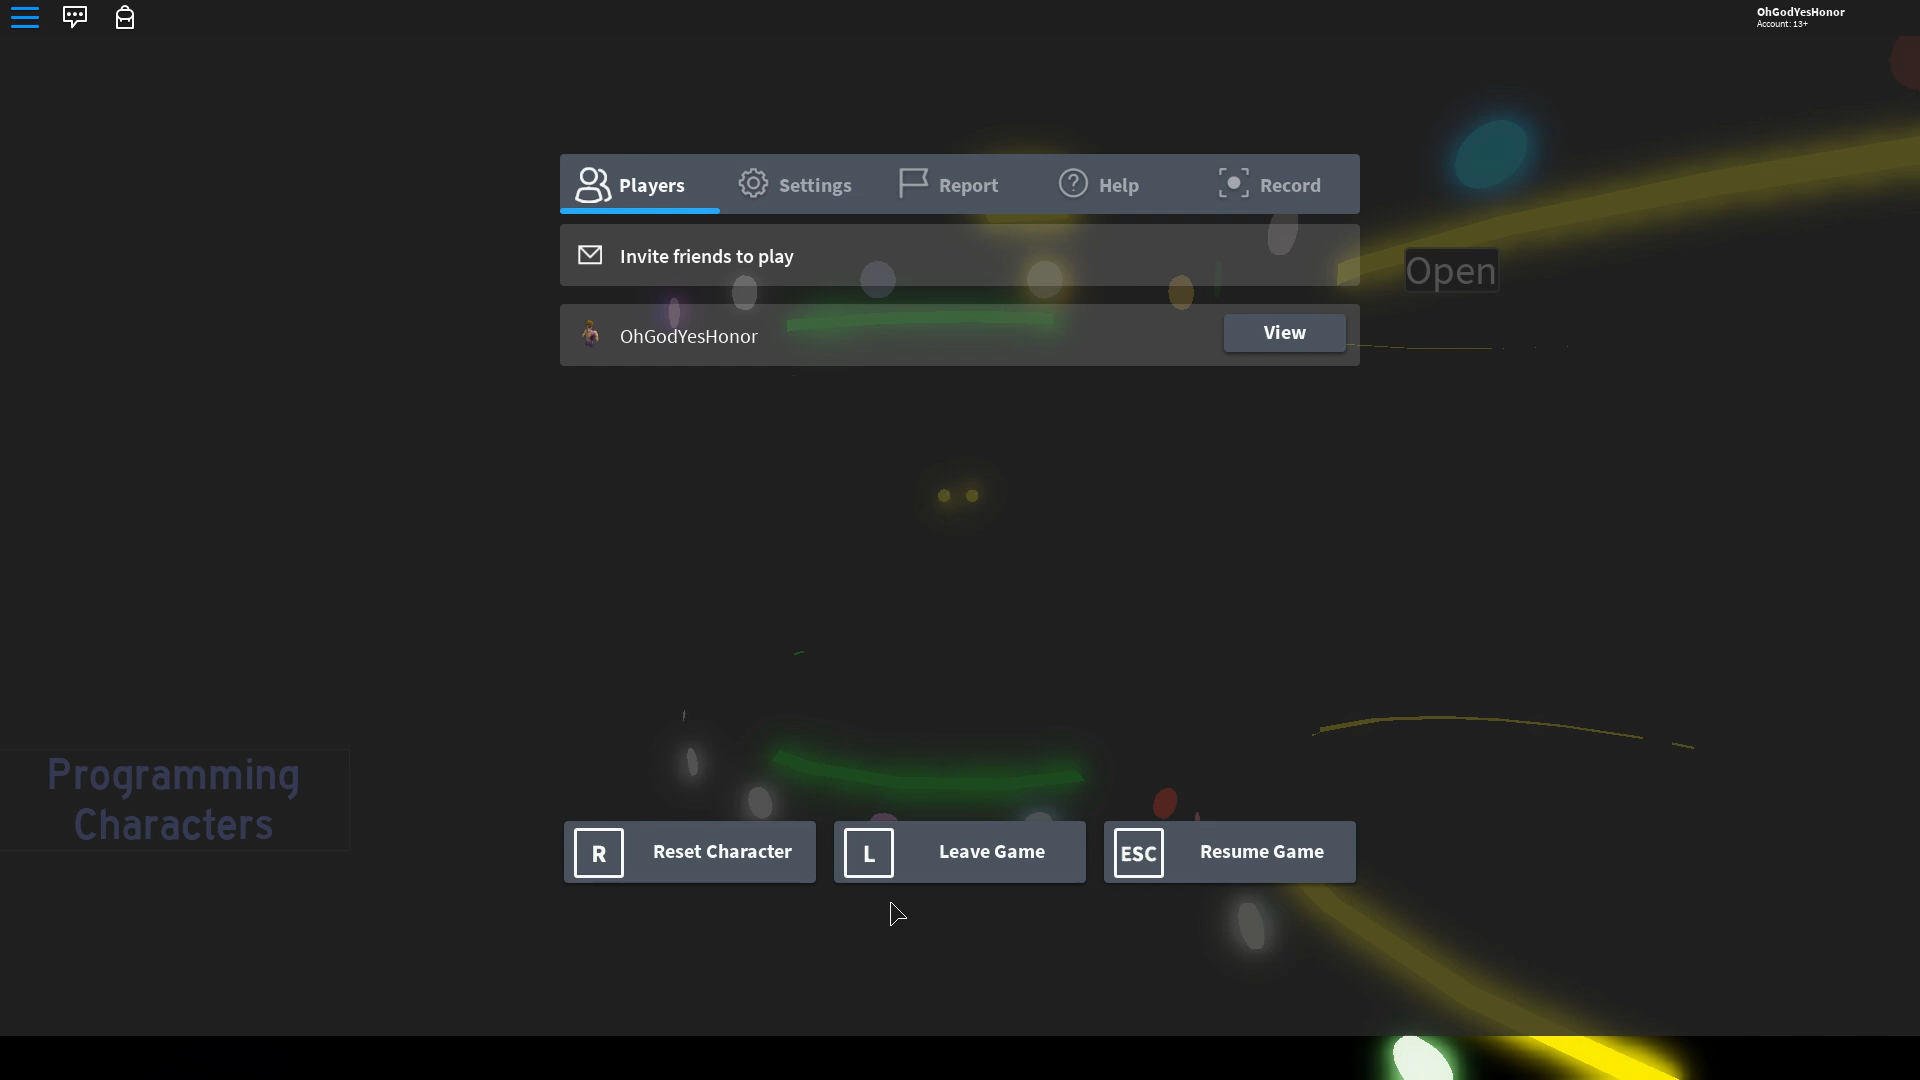 OhGodYesHonor
Account: 13+
Players
Settings
Report
Help
Record
Invite friends to play
Open
OhGodYesHonor
View
Programming
Characters
R
Reset Character
L
Leave Game
ESC
Resume Game